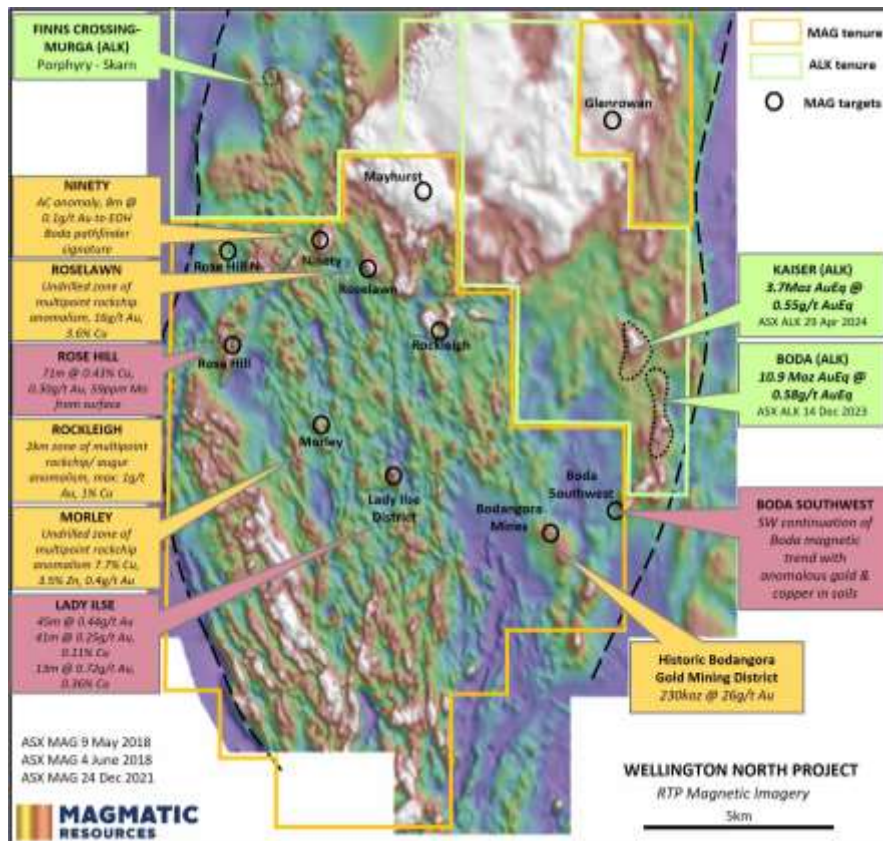 FINNS CROSSING-
MURGA (ALK)
Porphyry - Skarn
NINETY
AC anomaly, 8m @
0.1g/t Au to EOH
Boda pathfinder
signature
ROSELAWN
Undrilled zone of
multipoint rockchip
anomalism, 16g/t Au,
3.6% Cu
ROSE HILL
71m @ 0.43% Cu,
0.30g/t Au, 59ppm Mo
from surface
ROCKLEIGH
2km zone of multipoint
rockchip/ augur
anomalism, max. 1g/t
Au, 1% Cu
MORLEY
Undrilled zone of
multipoint rockchip
anomalism 7.7% Cu,
3.5% Zn, 0.4g/t Au
LADY ILSE
45m @ 0.44g/t Au
41m @ 0.25g/t Au,
0.11% Cu
13m @ 0.72g/t Au,
0.36% Cu
ASX MAG 9 May 2018
ASX MAG 4 June 2018
ASX MAG 24 Dec 2021
MAGMATIC
RESOURCES
Glenrowan
Mayhurst
Rose Hill N
Ninety
Roselawn
Rose Hill
Rockleigh
Morley
Lady Ilse
District
Boda
Southwest
Bodangora
Mines
MAG tenure
ALK tenure
MAG targets
KAISER (ALK)
3.7Moz AuEq @
0.55g/t AuEq
ASX ALK 29 Apr 2024
BODA (ALK)
10.9 Moz AuEq @
0.58g/t AuEq
ASX ALK 14 Dec 2023
BODA SOUTHWEST
SW continuation of
Boda magnetic
trend with
anomalous gold &
copper in soils
Historic Bodangora
Gold Mining District
230koz @ 26g/t Au
WELLINGTON NORTH PROJECT
RTP Magnetic Imagery
5km